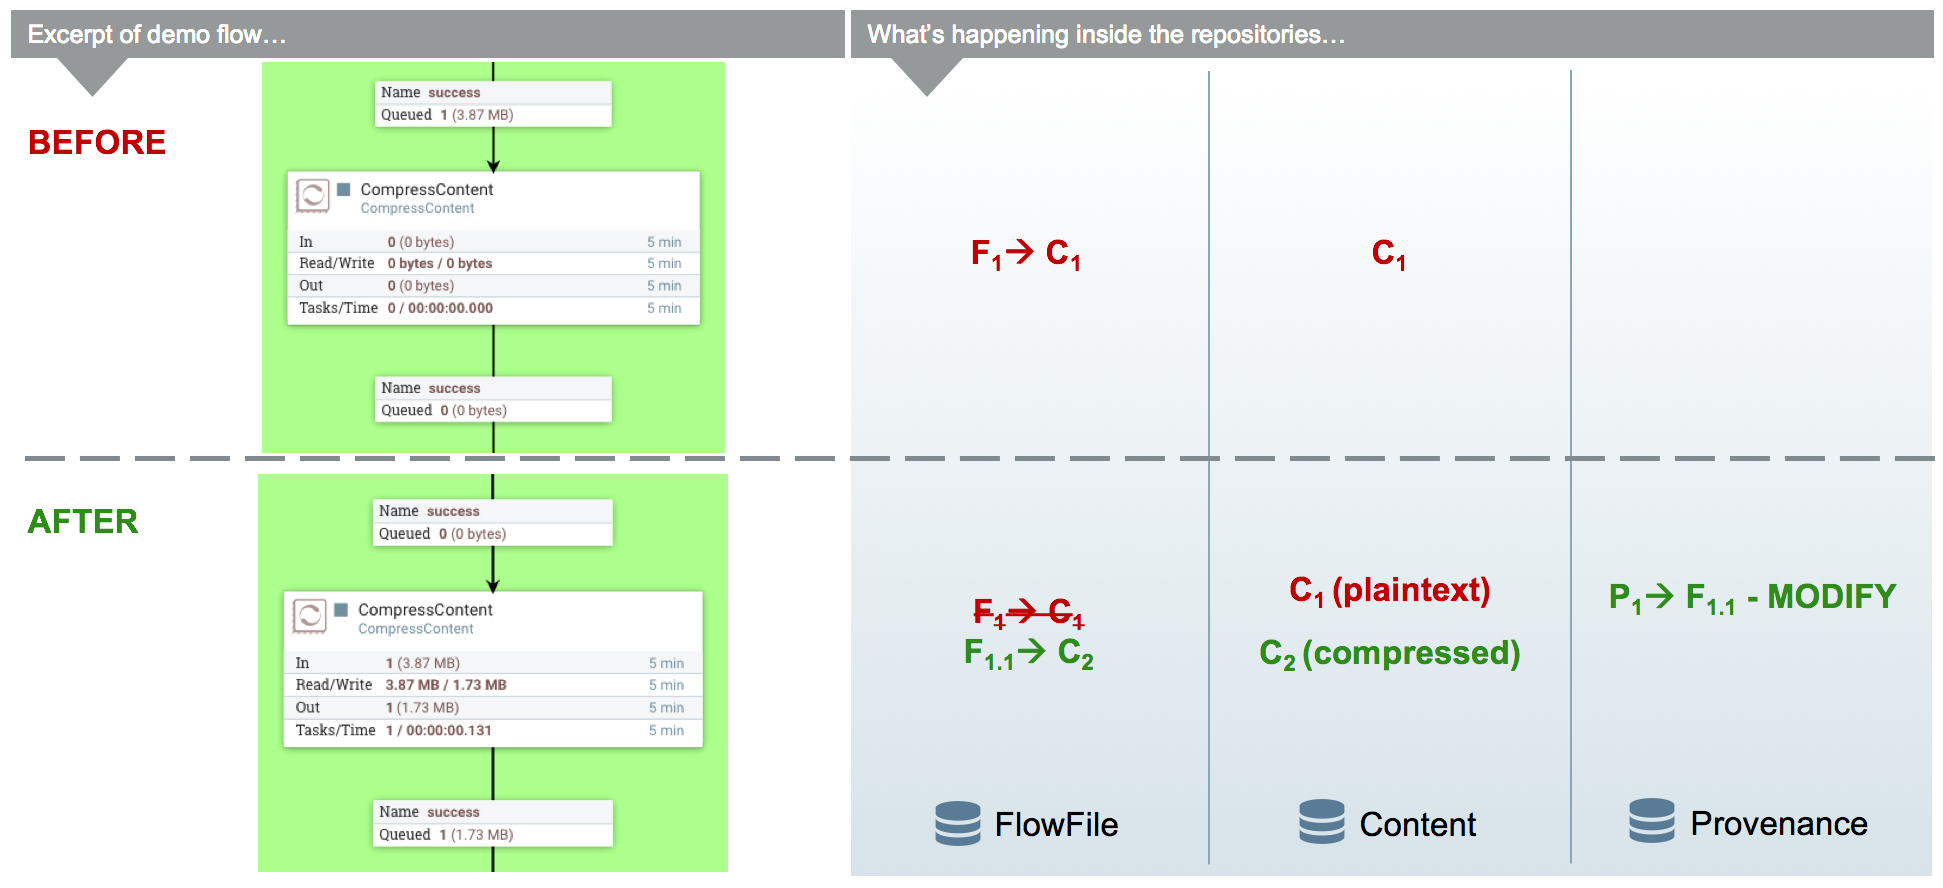 Excerpt of demo flow…
What's happening inside the repositories…
BEFORE
Name success
Queued 1 (3.87 MB)
CompressContent
CompressContent
In 0 (0 bytes) 5 min
Read/Write 0 bytes / 0 bytes 5 min
Out 0 (0 bytes) 5 min
Tasks/Time 0 / 00:00:00.000 5 min
Name success
Queued 0 (0 bytes)
F₁→ C₁
C₁
AFTER
Name success
Queued 0 (0 bytes)
CompressContent
CompressContent
In 1 (3.87 MB) 5 min
Read/Write 3.87 MB / 1.73 MB 5 min
Out 1 (1.73 MB) 5 min
Tasks/Time 1 / 00:00:00.131 5 min
Name success
Queued 1 (1.73 MB)
F₁→ C₁
F₁.₁→ C₂
C₁ (plaintext)
C₂ (compressed)
P₁→ F₁.₁ - MODIFY
FlowFile
Content
Provenance